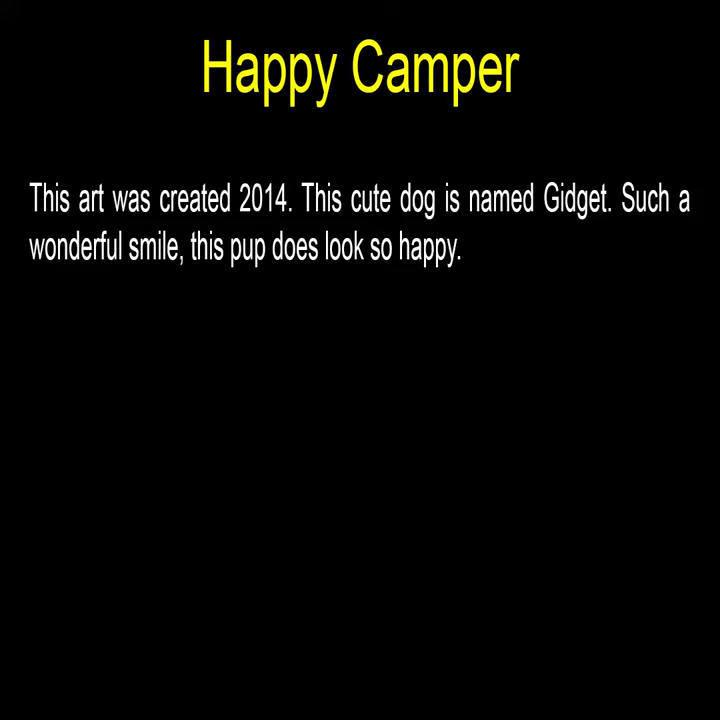 Happy Camper
This art was created 2014. This cute dog is named Gidget. Such a
wonderful smile, this pup does look so happy.